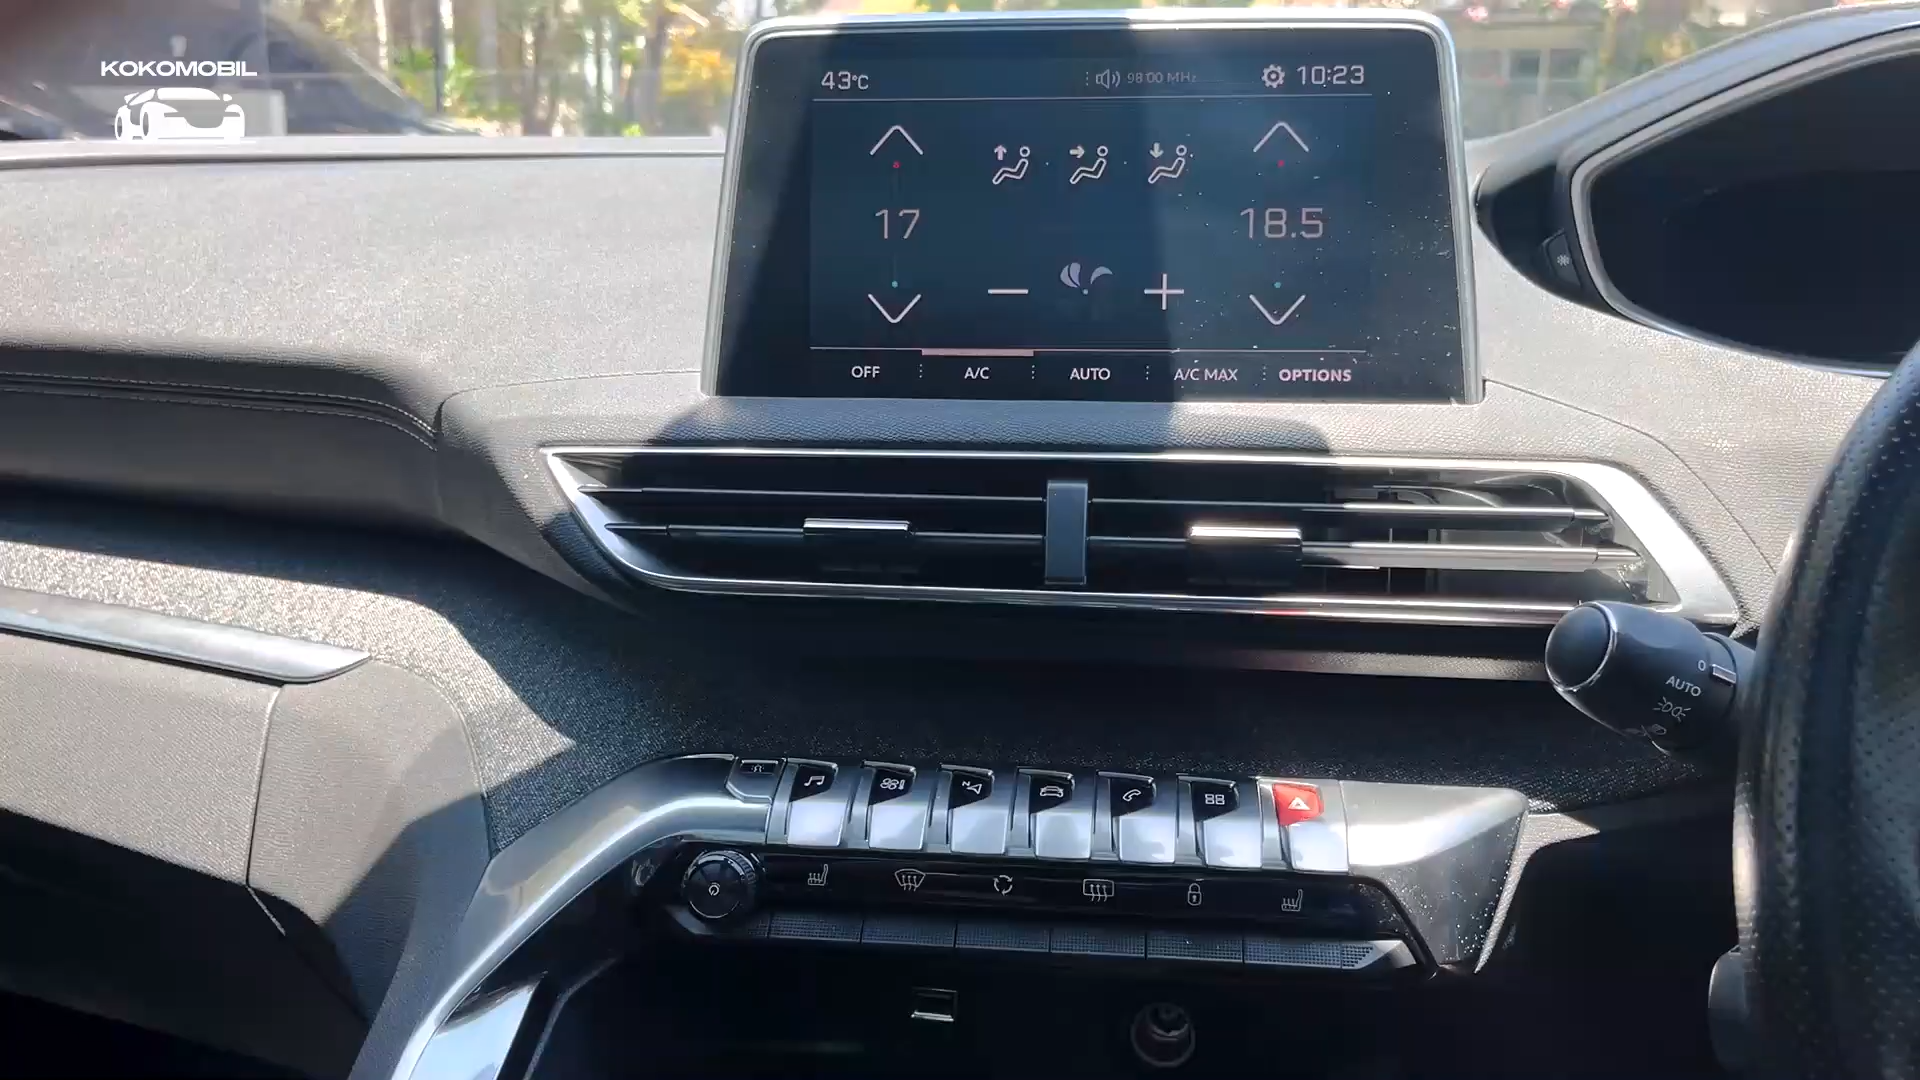 KOKOMOBIL
43°C
98.00 MHz
10:23
17
18.5
OFF
A/C
AUTO
A/C MAX
OPTIONS
0
AUTO
N